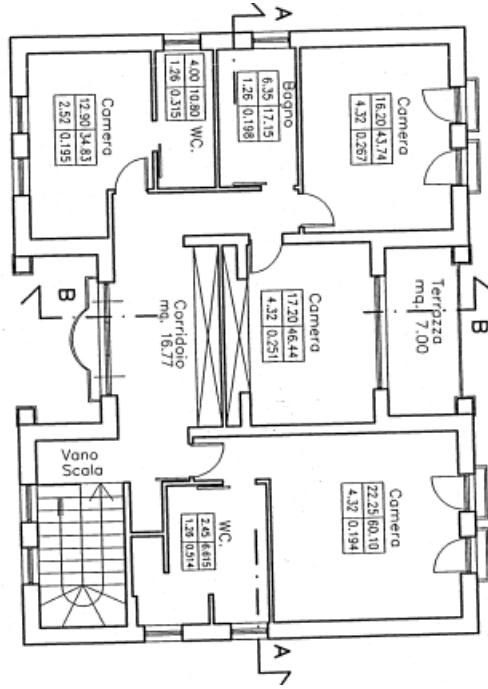 A
Camera
12.90 34.83
2.52 0.195
WC.
4.00 10.80
1.26 0.315
Bagno
6.35 17.15
1.26 0.198
Camera
16.20 43.74
4.32 0.267
B
Corridoio
mq. 16.77
Camera
17.20 46.44
4.32 0.251
Terrazza
mq. 7.00
B
Vano
Scala
WC.
2.45 6.615
1.26 0.514
Camera
22.25 60.10
4.32 0.194
A